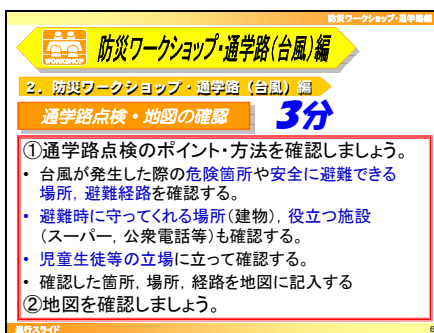 防災ワークショップ・通学路編
WORKSHOP
防災ワークショップ・通学路(台風)編
2. 防災ワークショップ・通学路(台風)編
通学路点検・地図の確認
3分
①通学路点検のポイント・方法を確認しましょう。
• 台風が発生した際の危険箇所や安全に避難できる
場所,避難経路を確認する。
• 避難時に守ってくれる場所(建物),役立つ施設
(スーパー,公衆電話等)も確認する。
• 児童生徒等の立場に立って確認する。
• 確認した箇所,場所,経路を地図に記入する
②地図を確認しましょう。
進行スライド
6